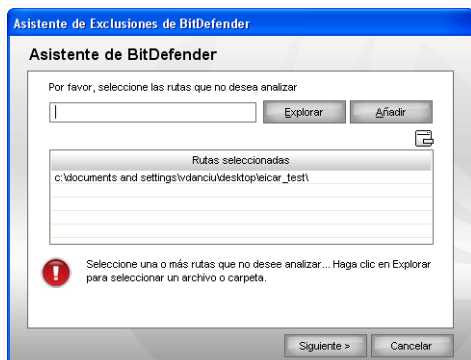 Asistente de Exclusiones de BitDefender
Asistente de BitDefender
Por favor, seleccione las rutas que no desea analizar
Explorar
Añadir
Rutas seleccionadas
c:\documents and settings\vdanciu\desktop\eicar_test\
Seleccione una o más rutas que no desee analizar... Haga clic en Explorar
para seleccionar un archivo o carpeta.
Siguiente >
Cancelar